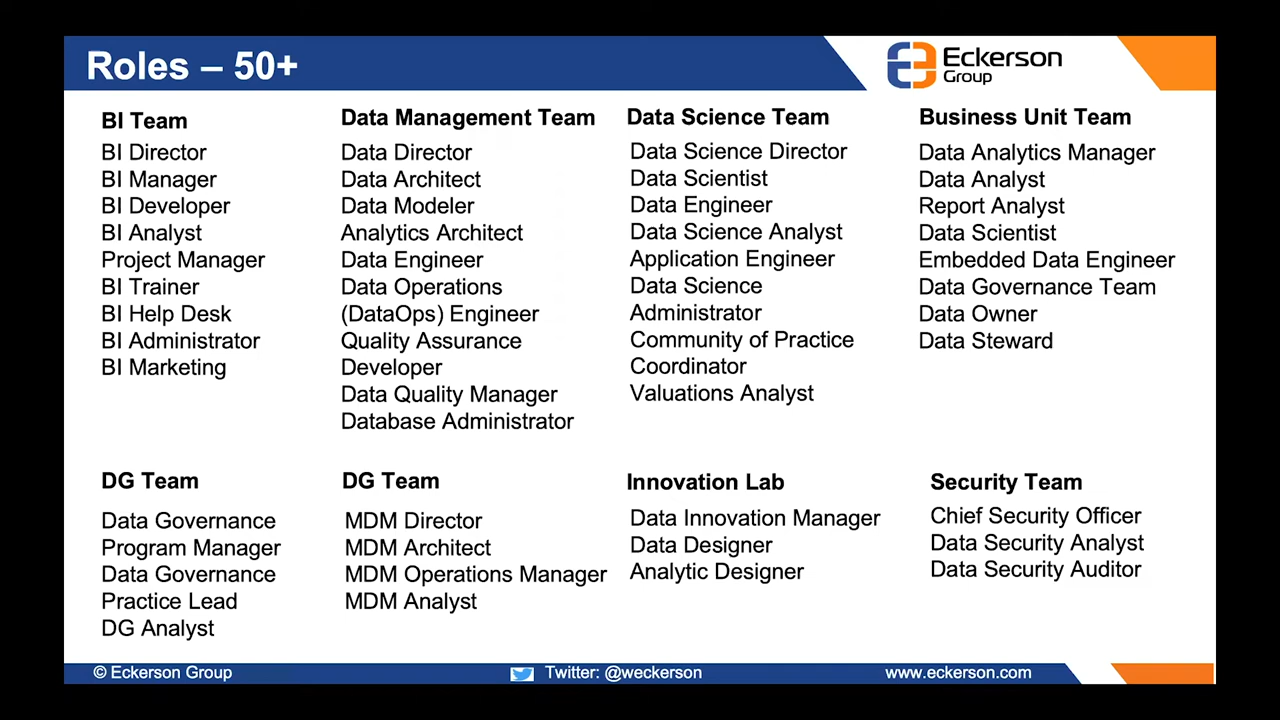 Roles – 50+
Eckerson
Group
BI Team
BI Director
BI Manager
BI Developer
BI Analyst
Project Manager
BI Trainer
BI Help Desk
BI Administrator
BI Marketing
Data Management Team
Data Director
Data Architect
Data Modeler
Analytics Architect
Data Engineer
Data Operations
(DataOps) Engineer
Quality Assurance
Developer
Data Quality Manager
Database Administrator
Data Science Team
Data Science Director
Data Scientist
Data Engineer
Data Science Analyst
Application Engineer
Data Science
Administrator
Community of Practice
Coordinator
Valuations Analyst
Business Unit Team
Data Analytics Manager
Data Analyst
Report Analyst
Data Scientist
Embedded Data Engineer
Data Governance Team
Data Owner
Data Steward
DG Team
Data Governance
Program Manager
Data Governance
Practice Lead
DG Analyst
DG Team
MDM Director
MDM Architect
MDM Operations Manager
MDM Analyst
Innovation Lab
Data Innovation Manager
Data Designer
Analytic Designer
Security Team
Chief Security Officer
Data Security Analyst
Data Security Auditor
© Eckerson Group
Twitter: @weckerson
www.eckerson.com